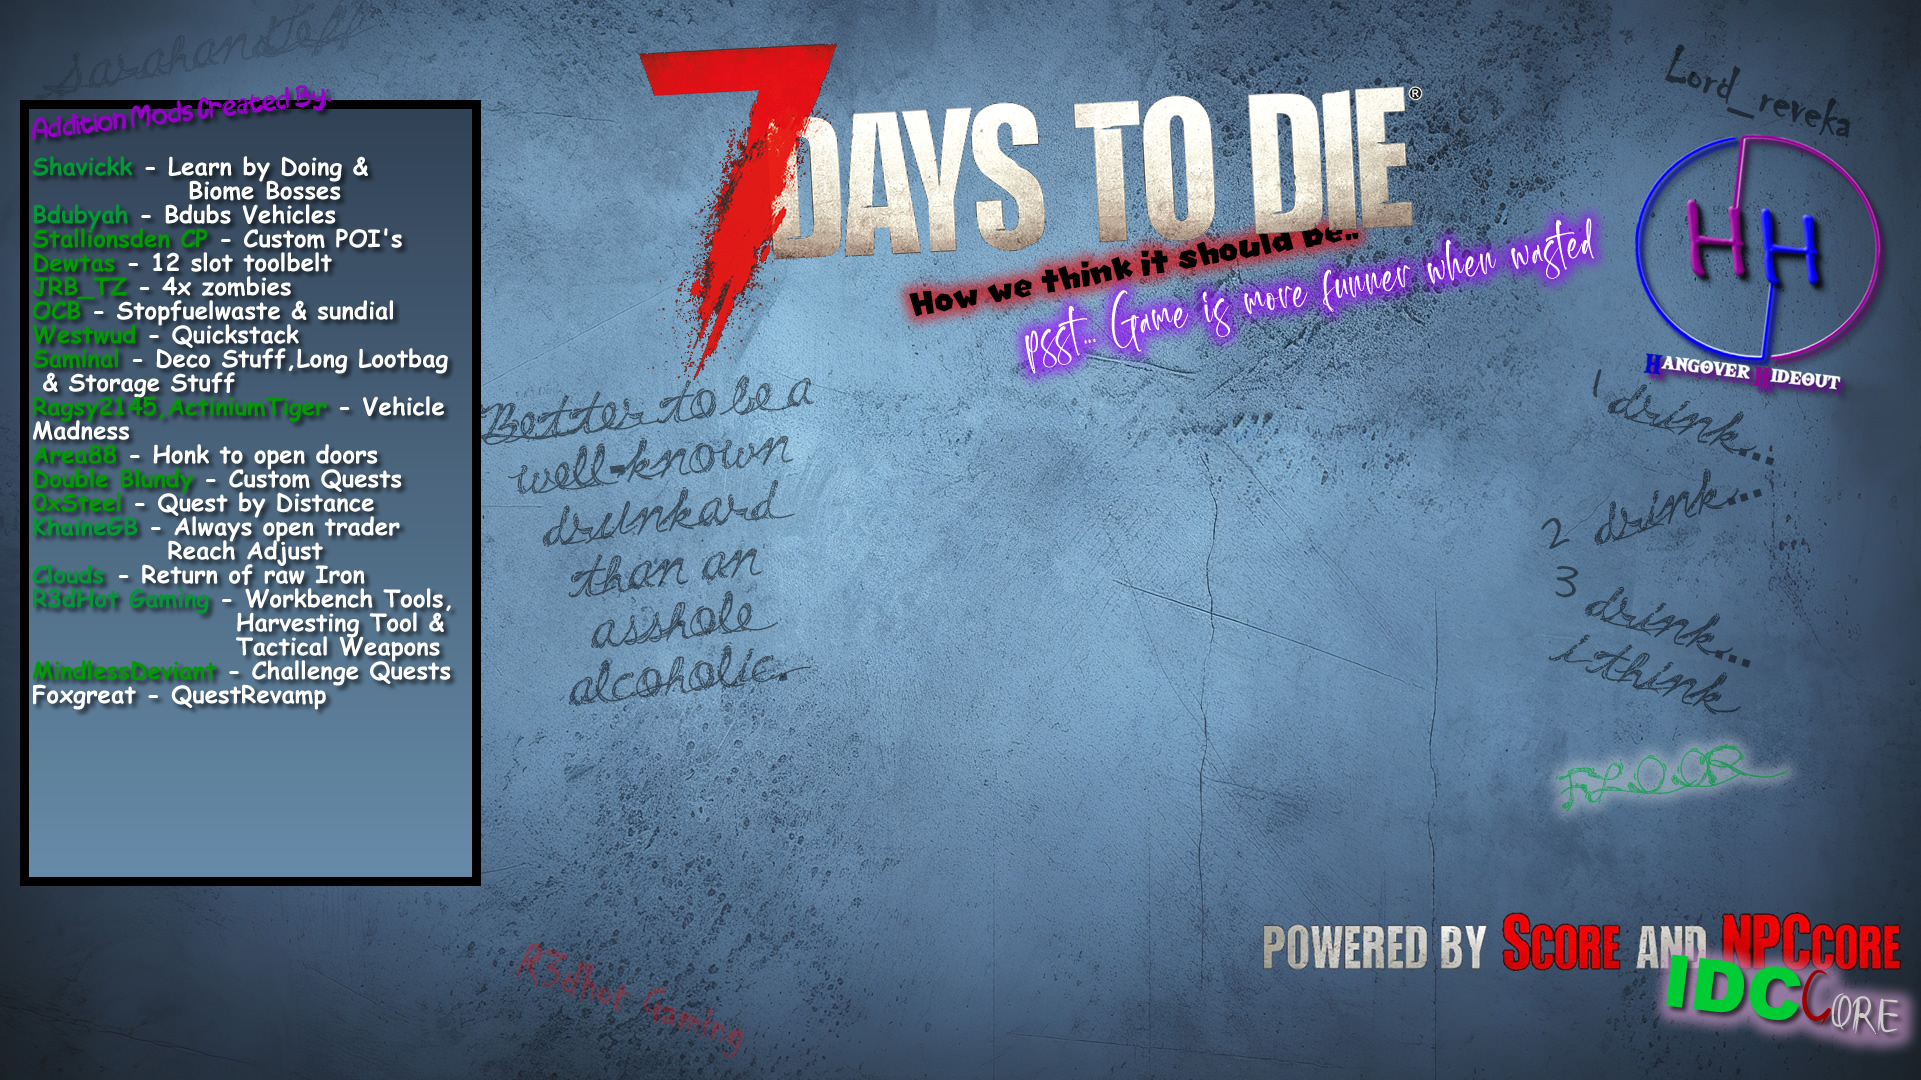 SarahandJeff
Addition Mods Created By:
Shavickk - Learn by Doing &
Biome Bosses
Bdubyah - Bdubs Vehicles
Stallionsden CP - Custom POI's
Dewtas - 12 slot toolbelt
JRB_TZ - 4x zombies
OCB - Stopfuelwaste & sundial
Westwud - Quickstack
Saminal - Deco Stuff,Long Lootbag
& Storage Stuff
Ragsy2145,ActiniumTiger - Vehicle
Madness
Area88 - Honk to open doors
Double Blundy - Custom Quests
0xSteel - Quest by Distance
KhaineGB - Always open trader
Reach Adjust
Clouds - Return of raw Iron
R3dHot Gaming - Workbench Tools,
Harvesting Tool &
Tactical Weapons
MindlessDeviant - Challenge Quests
Foxgreat - QuestRevamp
7 DAYS TO DIE®
How we think it should be..
psst... Game is more funner when wasted
Better to be a
well-known
drunkard
than an
asshole
alcoholic.
Lord_reveka
HH
HANGOVER HIDEOUT
1 drink...
2 drink...
3 drink...
i think
FLOOR
R3dhot Gaming
POWERED BY SCORE AND NPCCORE
IDCCORE